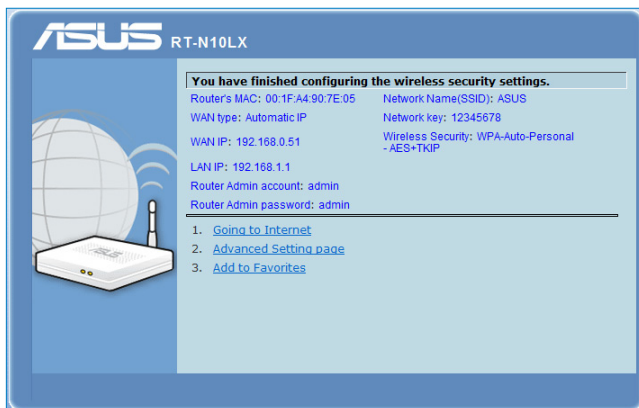 ASUS RT-N10LX
You have finished configuring the wireless security settings.
Router's MAC: 00:1F:A4:90:7E:05 Network Name(SSID): ASUS
WAN type: Automatic IP Network key: 12345678
WAN IP: 192.168.0.51 Wireless Security: WPA-Auto-Personal
- AES+TKIP
LAN IP: 192.168.1.1
Router Admin account: admin
Router Admin password: admin
1. Going to Internet
2. Advanced Setting page
3. Add to Favorites
ASUS